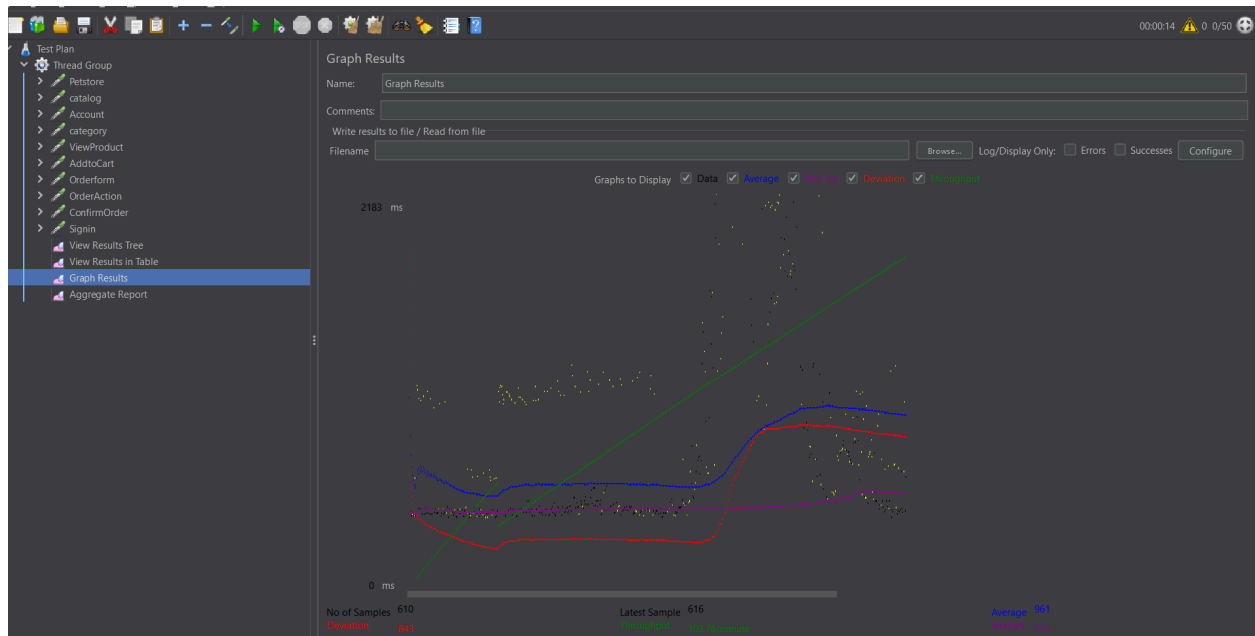 00:00:14 0 0/50
Test Plan
Thread Group
Petstore
catalog
Account
category
ViewProduct
AddtoCart
Orderform
OrderAction
ConfirmOrder
Signin
View Results Tree
View Results in Table
Graph Results
Aggregate Report
Graph Results
Name: Graph Results
Comments:
Write results to file / Read from file
Filename Browse... Log/Display Only: Errors Successes Configure
Graphs to Display Data Average Deviation Throughput
2183 ms
0 ms
No of Samples 610 Latest Sample 616 Average 961
Deviation 641 Throughput